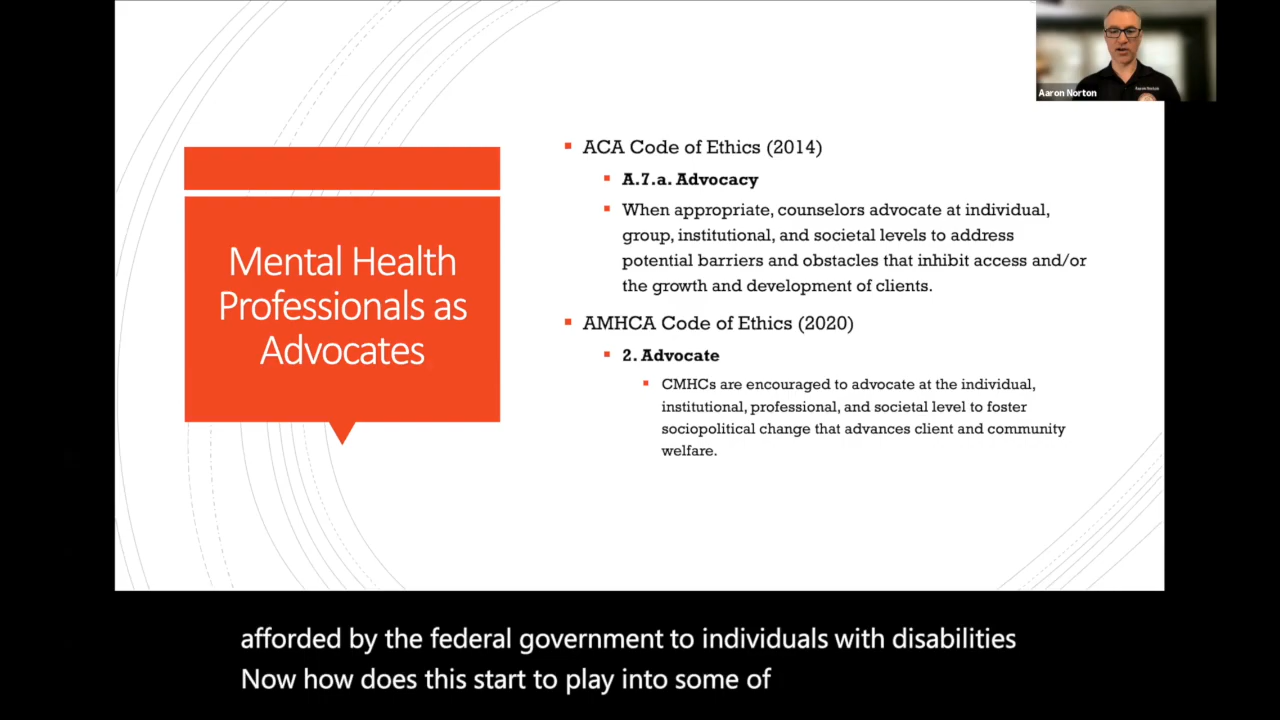 Aaron Norton
Mental Health
Professionals as
Advocates
ACA Code of Ethics (2014)
A.7.a. Advocacy
When appropriate, counselors advocate at individual,
group, institutional, and societal levels to address
potential barriers and obstacles that inhibit access and/or
the growth and development of clients.
AMHCA Code of Ethics (2020)
2. Advocate
CMHCs are encouraged to advocate at the individual,
institutional, professional, and societal level to foster
sociopolitical change that advances client and community
welfare.
afforded by the federal government to individuals with disabilities
Now how does this start to play into some of